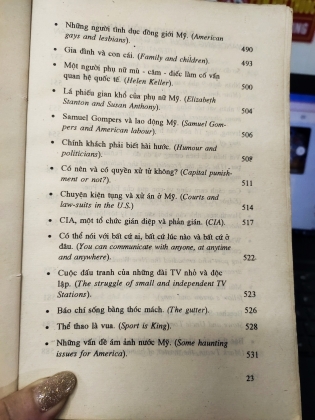 • Những người tình dục đồng giới Mỹ. (American
gays and lesbians). 490
• Gia đình và con cái. (Family and children). 493
• Một người phụ nữ mù - câm - điếc làm cố vấn
quan hệ quốc tế. (Helen Keller). 500
• Lá phiếu gian khổ của phụ nữ Mỹ. (Elizabeth
Stanton and Susan Anthony). 504
• Samuel Gompers và lao động Mỹ. (Samuel Gom-
pers and American labour). 506
• Chính khách phải biết hài hước. (Humour and
politicians). 508
• Có nên và có quyền xử tử không? (Capital punish-
ment or not?). 511
• Chuyện kiện tụng và xử án ở Mỹ. (Courts and
law-suits in the U.S.) 514
• CIA, một tổ chức gián điệp và phản gián. (CIA). 517
• Có thể nói với bất cứ ai, bất cứ lúc nào và bất cứ ở
đâu. (You can communicate with anyone, at anytime
and anywhere). 522
• Cuộc đấu tranh của những đài TV nhỏ và độc
lập. (The struggle of small and independent TV
Stations). 523
• Báo chí sống bằng thóc mách. (The gutter). 526
• Thể thao là vua. (Sport is King). 528
• Những vấn đề ám ảnh nước Mỹ. (Some haunting
issues for America). 531
23